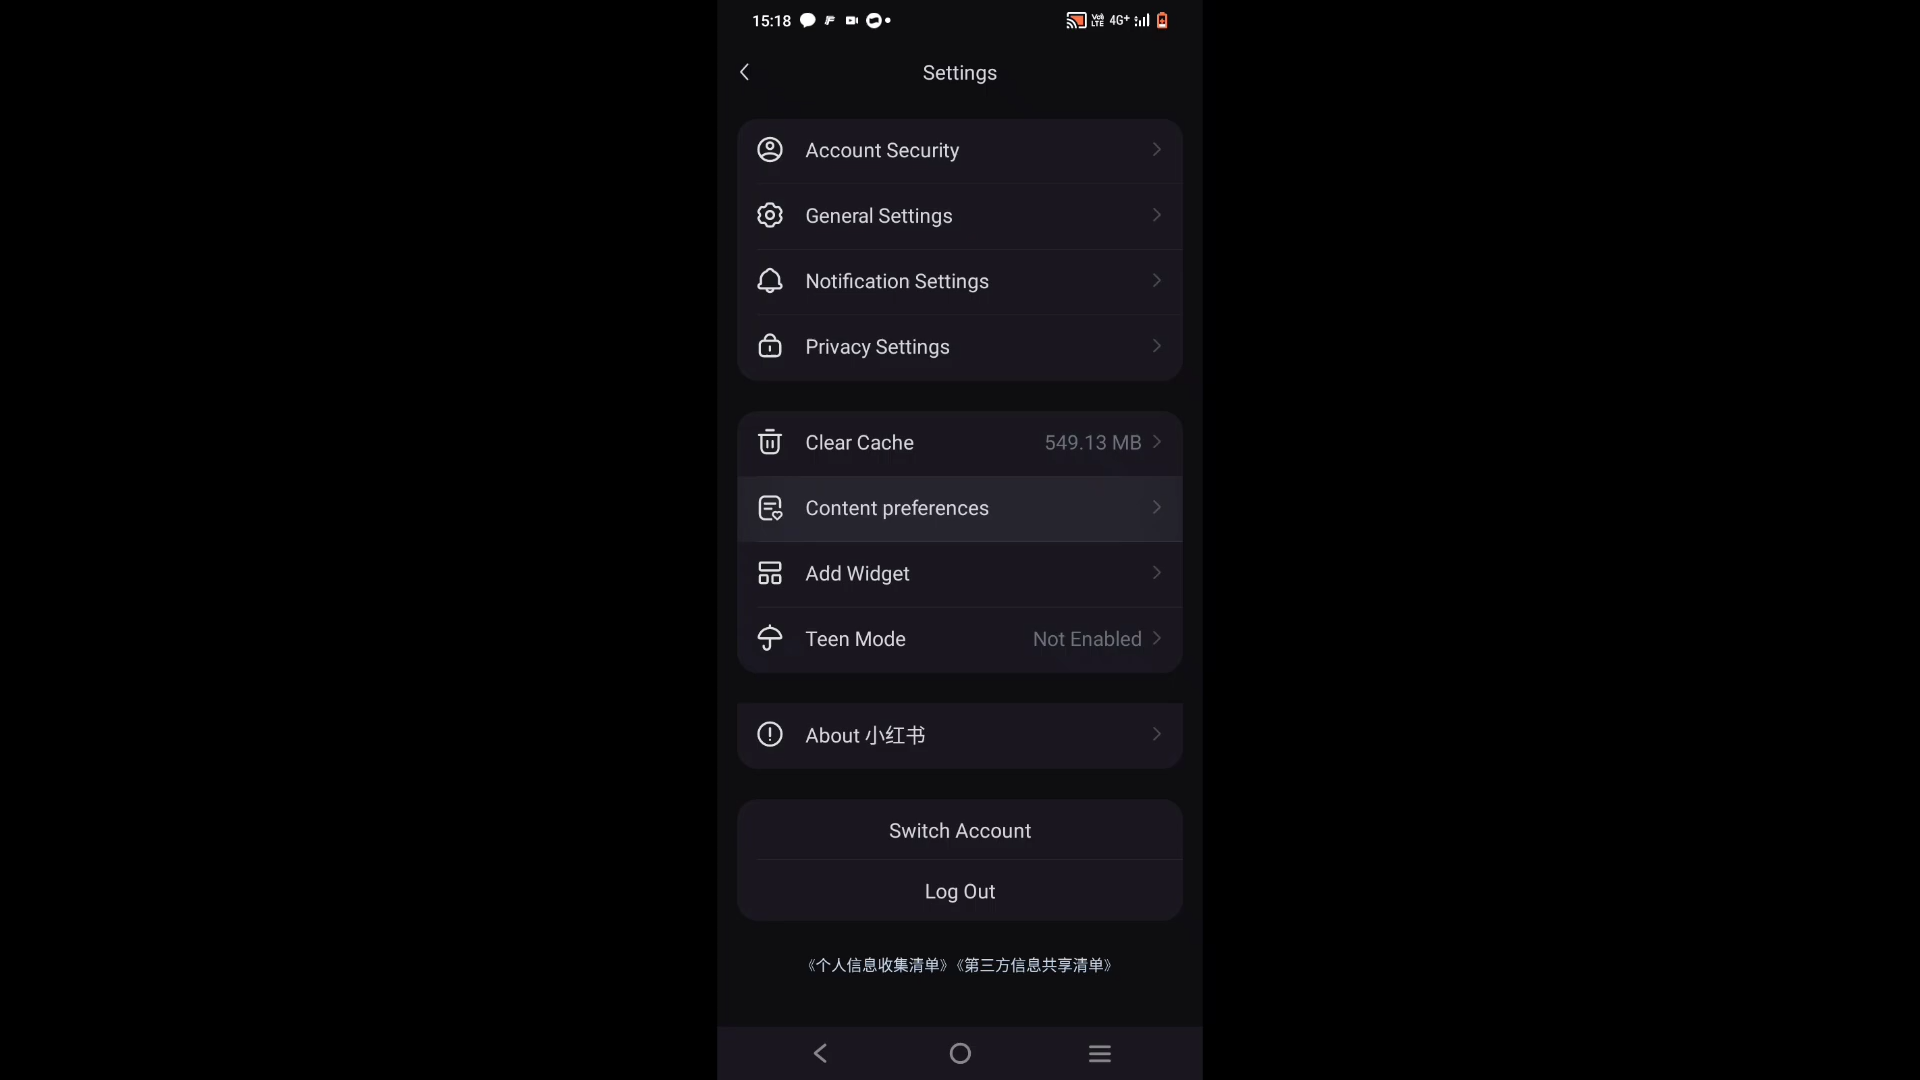 15:18
Vo) LTE 4G+
Settings
Account Security
General Settings
Notification Settings
Privacy Settings
Clear Cache 549.13 MB
Content preferences
Add Widget
Teen Mode Not Enabled
About 小红书
Switch Account
Log Out
《个人信息收集清单》《第三方信息共享清单》